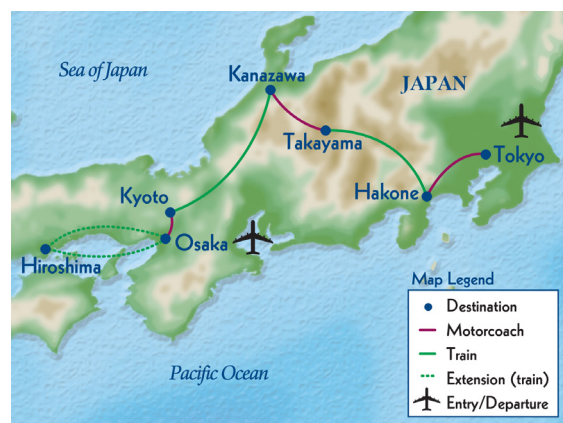 Sea of Japan
Kanazawa
JAPAN
Takayama
Tokyo
Kyoto
Hakone
Osaka
Hiroshima
Map Legend
Destination
Motorcoach
Train
Extension (train)
Entry/Departure
Pacific Ocean